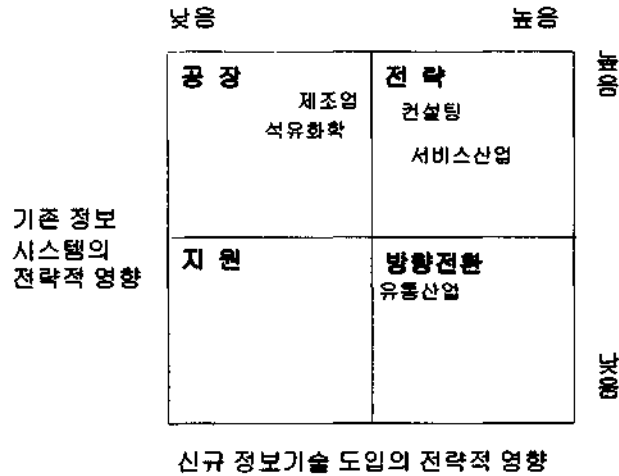 낮음 높음
높음
공 장 전 략
제조업 컨설팅
석유화학
서비스산업
기존 정보
시스템의
전략적 영향
지 원 방향전환
유통산업
낮음
신규 정보기술 도입의 전략적 영향